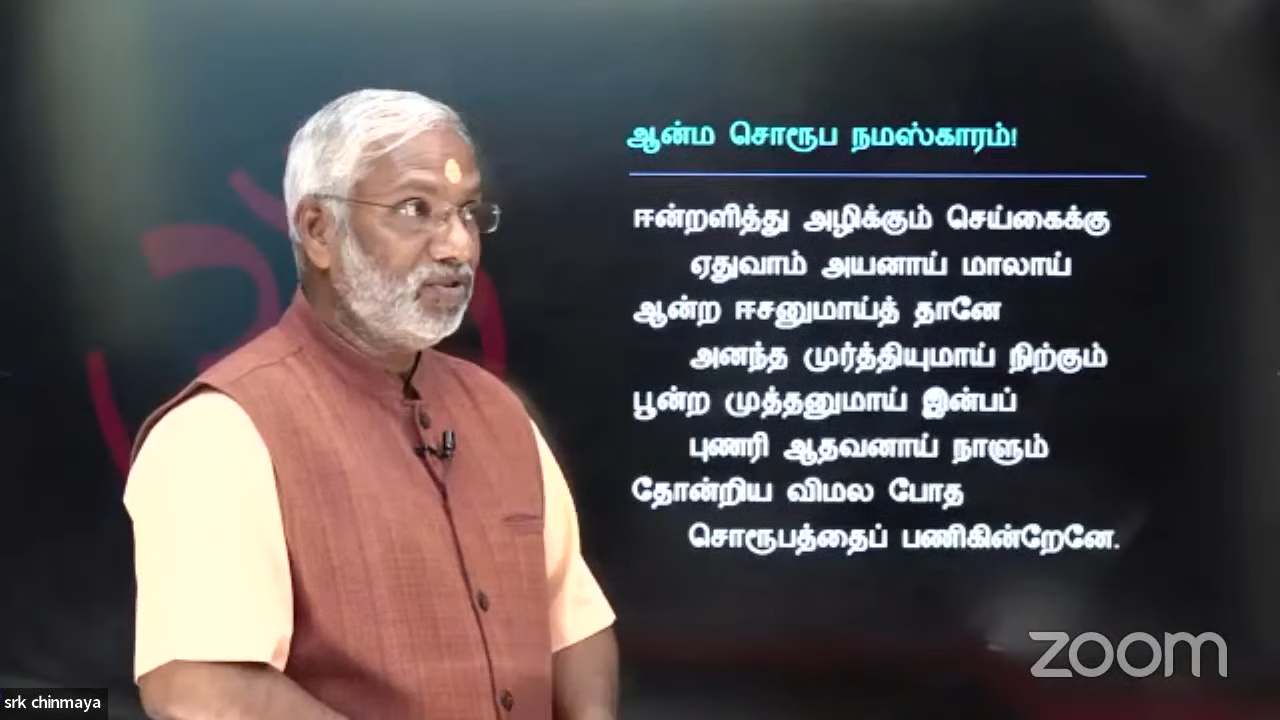 ஆன்ம சொரூப நமஸ்காரம்!
ஈன்றளித்து அழிக்கும் செய்கைக்கு
ஏதுவாம் அயனாய் மாலாய்
ஆன்ற ஈசனுமாய்த் தானே
அனந்த முர்த்தியுமாய் நிற்கும்
பூன்ற முத்தனுமாய் இன்பப்
புணரி ஆதவனாய் நாளும்
தோன்றிய விமல போத
சொரூபத்தைப் பணிகின்றேனே.
zoom
srk chinmaya